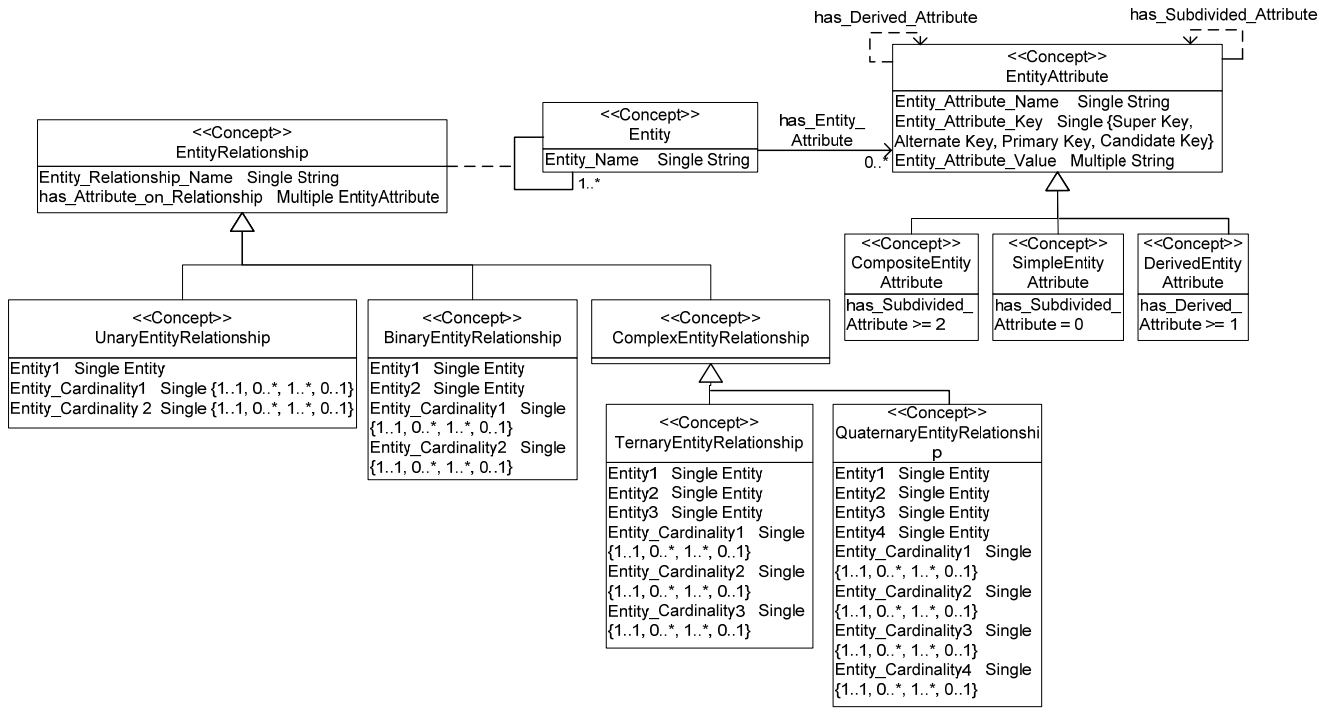 has_Derived_Attribute
has_Subdivided_Attribute
<<Concept>>
EntityAttribute
Entity_Attribute_Name Single String
Entity_Attribute_Key Single {Super Key,
Alternate Key, Primary Key, Candidate Key}
Entity_Attribute_Value Multiple String
<<Concept>>
Entity
Entity_Name Single String
has_Entity_
Attribute
0..*
1..*
<<Concept>>
EntityRelationship
Entity_Relationship_Name Single String
has_Attribute_on_Relationship Multiple EntityAttribute
<<Concept>>
CompositeEntity
Attribute
has_Subdivided_
Attribute >= 2
<<Concept>>
SimpleEntity
Attribute
has_Subdivided_
Attribute = 0
<<Concept>>
DerivedEntity
Attribute
has_Derived_
Attribute >= 1
<<Concept>>
UnaryEntityRelationship
Entity1 Single Entity
Entity_Cardinality1 Single {1..1, 0..*, 1..*, 0..1}
Entity_Cardinality 2 Single {1..1, 0..*, 1..*, 0..1}
<<Concept>>
BinaryEntityRelationship
Entity1 Single Entity
Entity2 Single Entity
Entity_Cardinality1 Single
{1..1, 0..*, 1..*, 0..1}
Entity_Cardinality2 Single
{1..1, 0..*, 1..*, 0..1}
<<Concept>>
ComplexEntityRelationship
<<Concept>>
TernaryEntityRelationship
Entity1 Single Entity
Entity2 Single Entity
Entity3 Single Entity
Entity_Cardinality1 Single
{1..1, 0..*, 1..*, 0..1}
Entity_Cardinality2 Single
{1..1, 0..*, 1..*, 0..1}
Entity_Cardinality3 Single
{1..1, 0..*, 1..*, 0..1}
<<Concept>>
QuaternaryEntityRelationshi
p
Entity1 Single Entity
Entity2 Single Entity
Entity3 Single Entity
Entity4 Single Entity
Entity_Cardinality1 Single
{1..1, 0..*, 1..*, 0..1}
Entity_Cardinality2 Single
{1..1, 0..*, 1..*, 0..1}
Entity_Cardinality3 Single
{1..1, 0..*, 1..*, 0..1}
Entity_Cardinality4 Single
{1..1, 0..*, 1..*, 0..1}